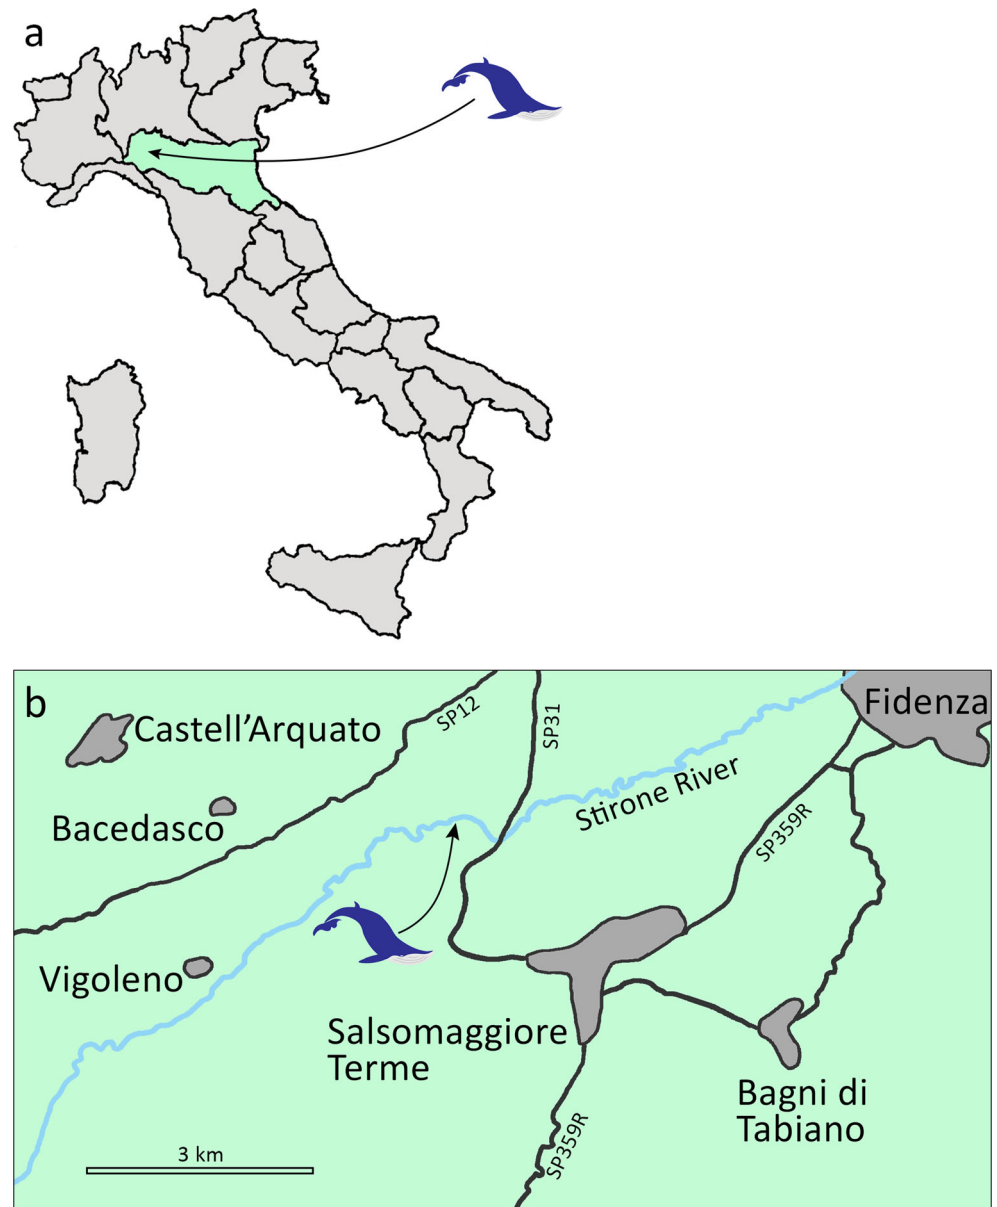 a
b
SP12
SP31
Fidenza
Castell'Arquato
Stirone River
Bacedasco
SP359R
Vigoleno
Salsomaggiore
Terme
Bagni di
Tabiano
SP359R
3 km